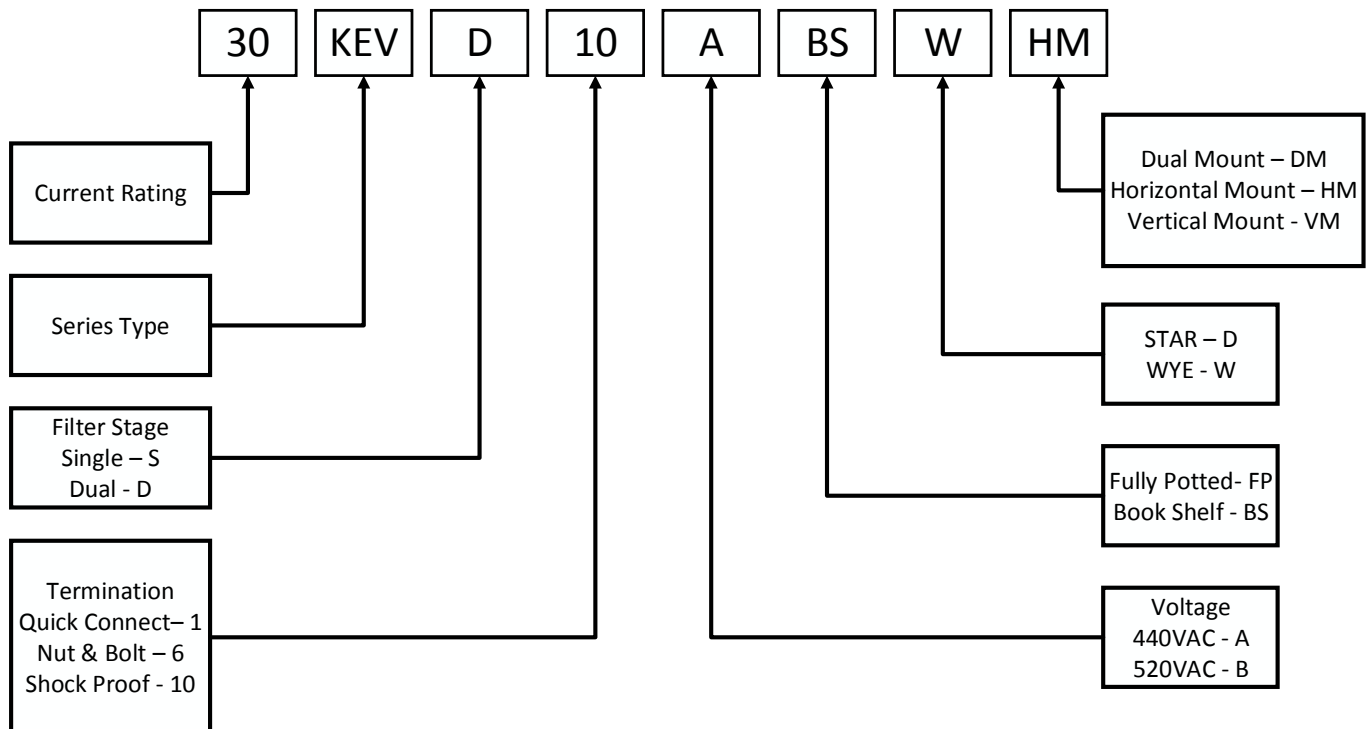 30 KEV D 10 A BS W HM
Current Rating
Series Type
Filter Stage
Single – S
Dual - D
Termination
Quick Connect– 1
Nut & Bolt – 6
Shock Proof - 10
Dual Mount – DM
Horizontal Mount – HM
Vertical Mount - VM
STAR – D
WYE - W
Fully Potted- FP
Book Shelf - BS
Voltage
440VAC - A
520VAC - B